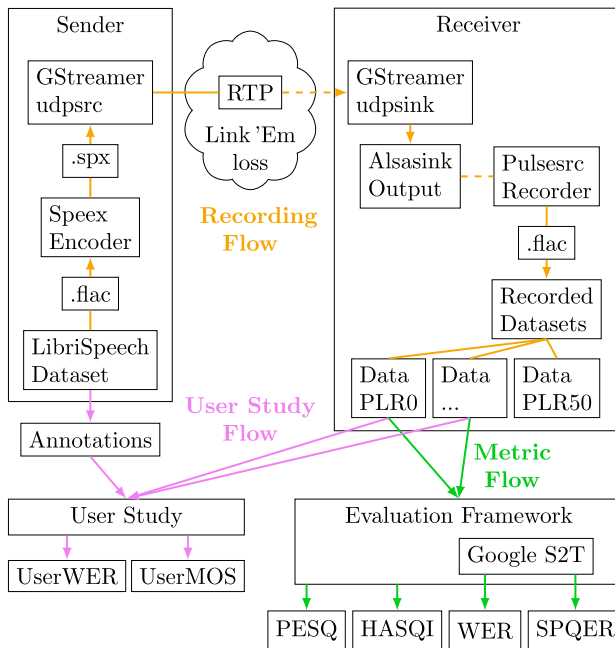 Sender
Receiver
GStreamer
udpsrc
RTP
GStreamer
udpsink
Link 'Em
loss
.spx
Alsasink
Output
Pulsesrc
Recorder
Speex
Encoder
Recording
Flow
.flac
.flac
Recorded
Datasets
LibriSpeech
Dataset
Data
PLR0
Data
...
Data
PLR50
User Study
Flow
Annotations
Metric
Flow
User Study
Evaluation Framework
Google S2T
UserWER
UserMOS
PESQ
HASQI
WER
SPQER